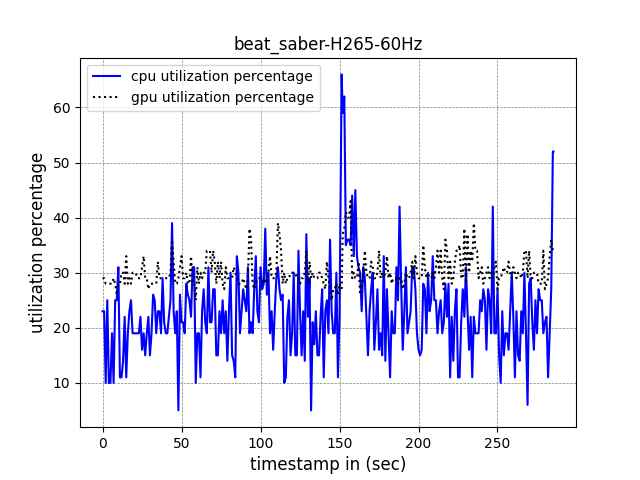 beat_saber-H265-60Hz
cpu utilization percentage
gpu utilization percentage
utilization percentage
60
50
40
30
20
10
0
50
100
150
200
250
timestamp in (sec)